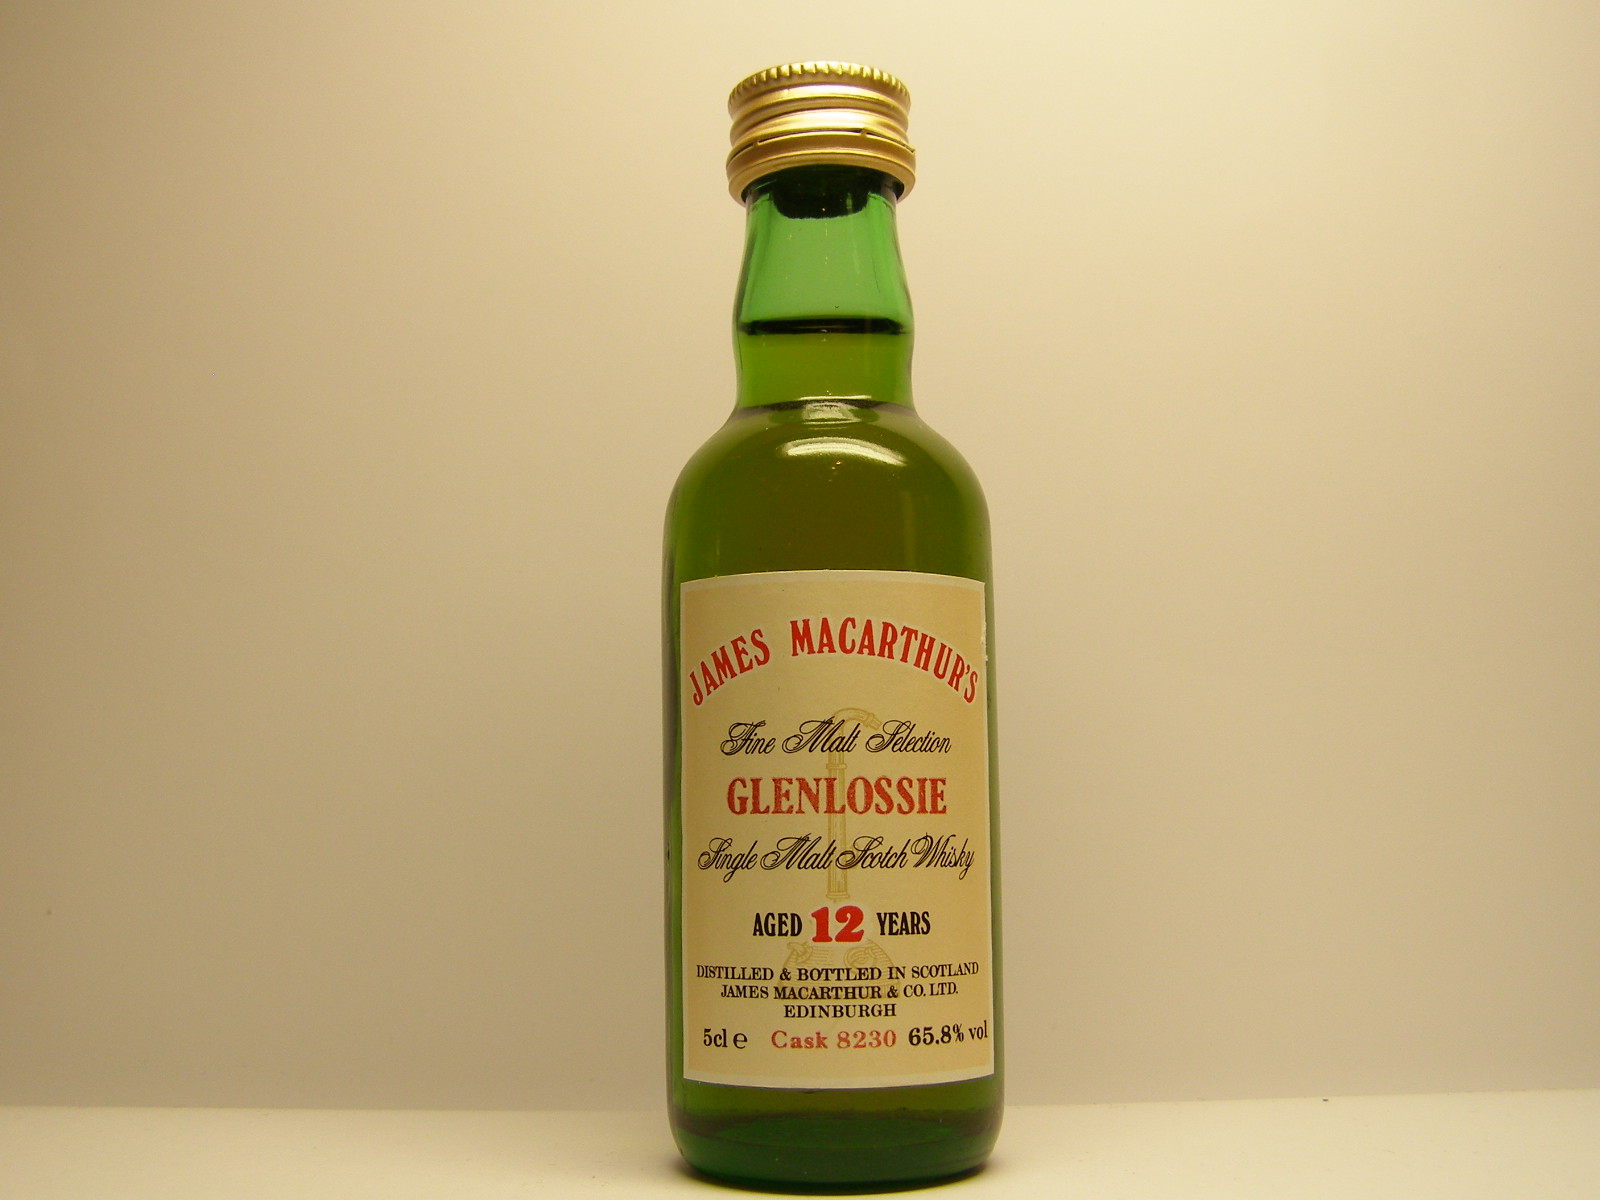 JAMES MACARTHUR'S
Fine Malt Selection
GLENLOSSIE
Single Malt Scotch Whisky
AGED 12 YEARS
DISTILLED & BOTTLED IN SCOTLAND
JAMES MACARTHUR & CO. LTD.
EDINBURGH
5cl e Cask 8230 65.8% vol